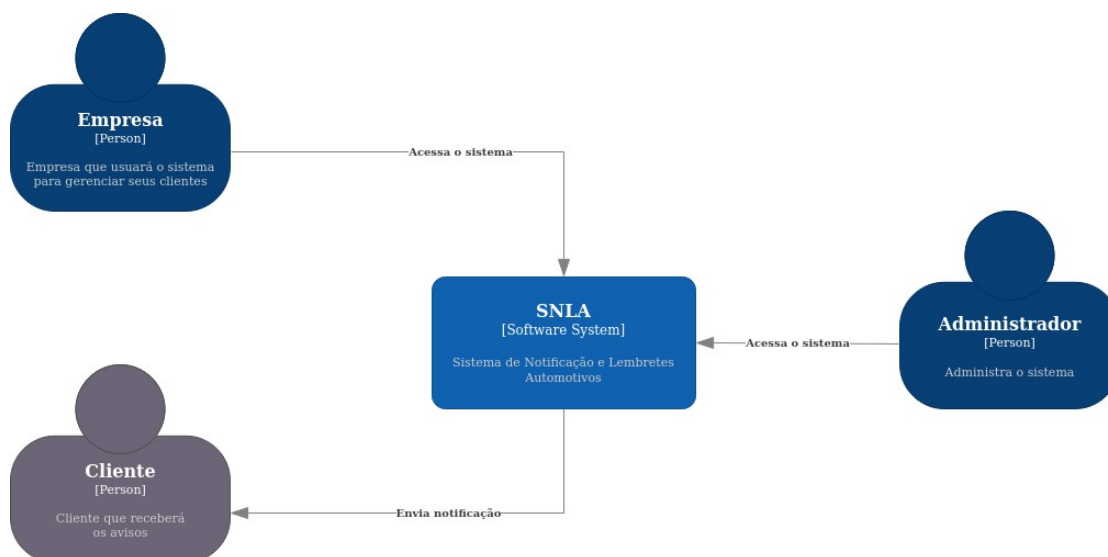 Empresa
[Person]
Empresa que usará o sistema
para gerenciar seus clientes
Acessa o sistema
SNLA
[Software System]
Sistema de Notificação e Lembretes
Automotivos
Acessa o sistema
Administrador
[Person]
Administra o sistema
Cliente
[Person]
Cliente que receberá
os avisos
Envia notificação